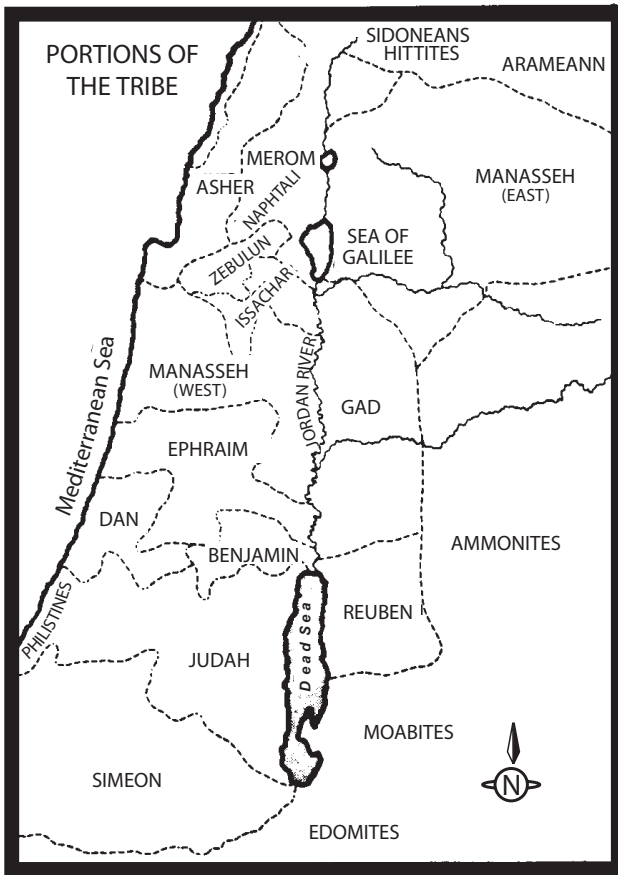 PORTIONS OF
THE TRIBE
SIDONEANS
HITTITES
ARAMEANN
MEROM
ASHER
NAPHTALI
MANASSEH
(EAST)
ZEBULUN
SEA OF
GALILEE
ISSACHAR
Mediterranean Sea
MANASSEH
(WEST)
JORDAN RIVER
GAD
EPHRAIM
DAN
BENJAMIN
AMMONITES
PHILISTINES
JUDAH
Dead Sea
REUBEN
MOABITES
SIMEON
N
EDOMITES